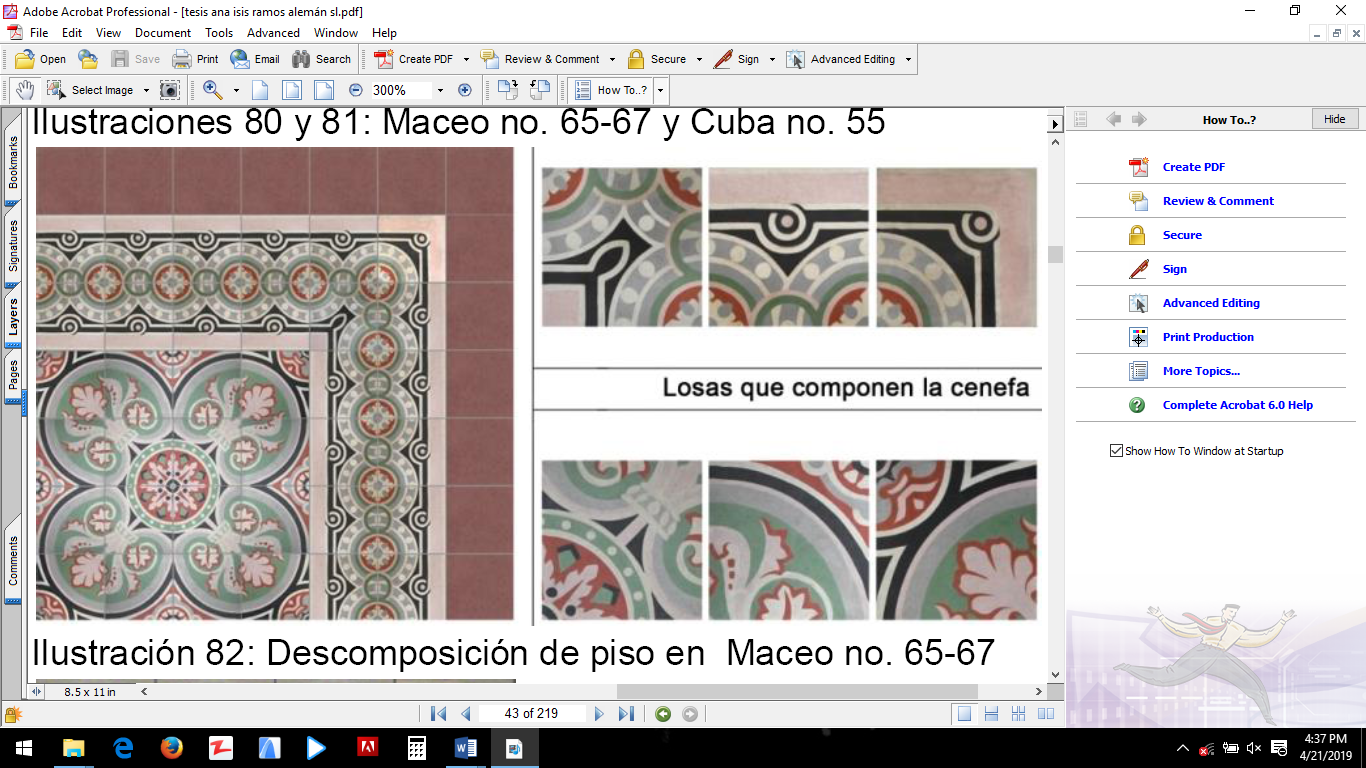 Adobe Acrobat Professional - [tesis ana isis ramos alemán sl.pdf]
File Edit View Document Tools Advanced Window Help
Open Save Print Email Search Create PDF Review & Comment Secure Sign Advanced Editing
Select Image 300% How To..?
Bookmarks
Signatures
Layers
Pages
Comments
Ilustraciones 80 y 81: Maceo no. 65-67 y Cuba no. 55
Losas que componen la cenefa
Ilustración 82: Descomposición de piso en Maceo no. 65-67
How To..? Hide
Create PDF
Review & Comment
Secure
Sign
Advanced Editing
Print Production
More Topics...
Complete Acrobat 6.0 Help
Show How To Window at Startup
8.5 x 11 in
43 of 219
4:37 PM
4/21/2019